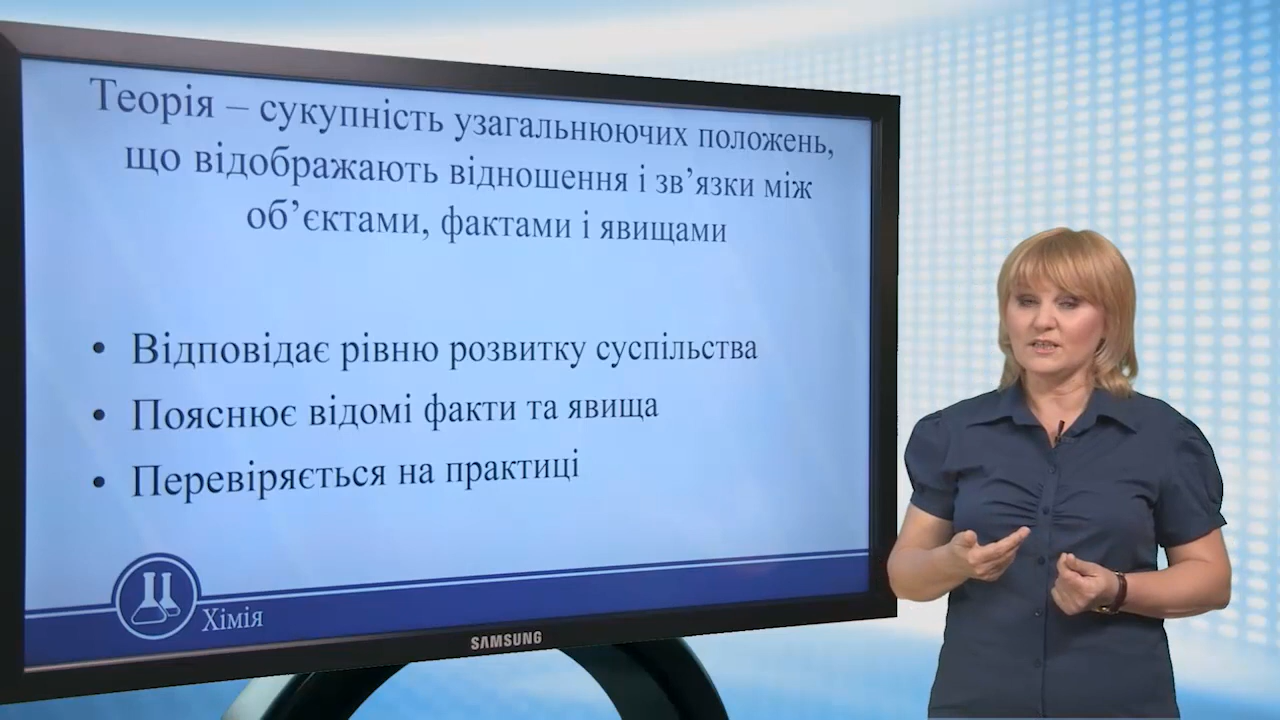 Теорія – сукупність узагальнюючих положень,
що відображають відношення і зв’язки між
об’єктами, фактами і явищами
• Відповідає рівню розвитку суспільства
• Пояснює відомі факти та явища
• Перевіряється на практиці
Хімія
SAMSUNG